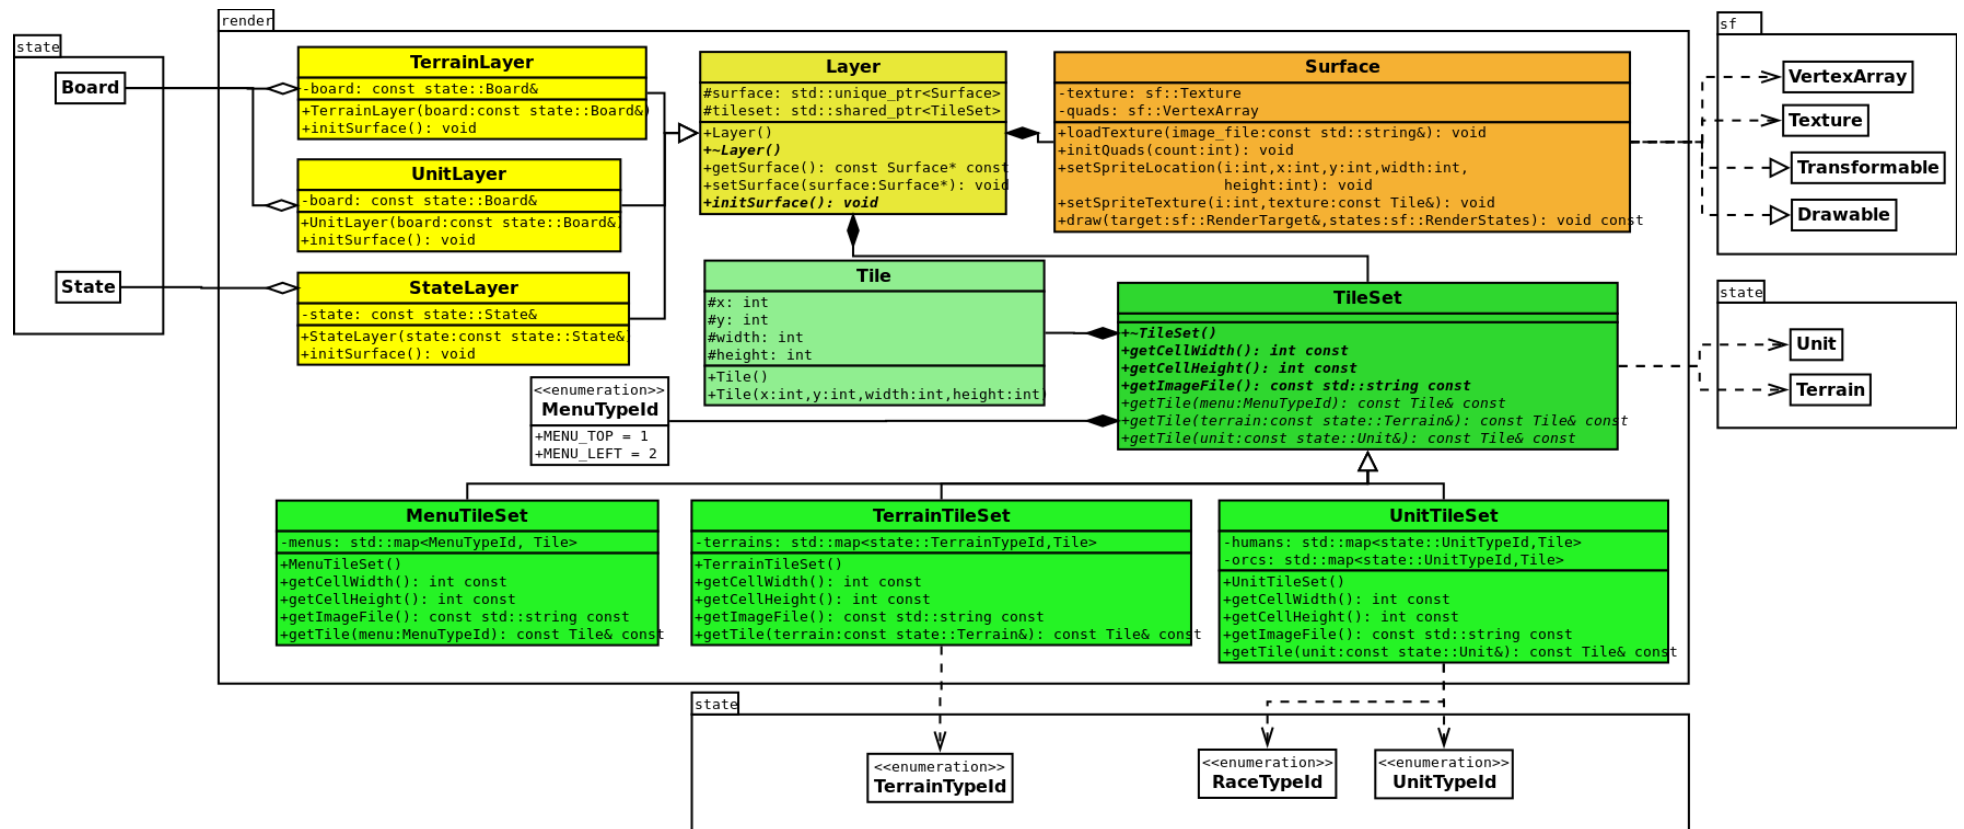 state
Board
State
render
TerrainLayer
-board: const state::Board&
+TerrainLayer(board:const state::Board&)
+initSurface(): void
UnitLayer
-board: const state::Board&
+UnitLayer(board:const state::Board&)
+initSurface(): void
StateLayer
-state: const state::State&
+StateLayer(state:const state::State&)
+initSurface(): void
Layer
#surface: std::unique_ptr<Surface>
#tileset: std::shared_ptr<TileSet>
+Layer()
+~Layer()
+getSurface(): const Surface* const
+setSurface(surface:Surface*): void
+initSurface(): void
Surface
-texture: sf::Texture
-quads: sf::VertexArray
+loadTexture(image_file:const std::string&): void
+initQuads(count:int): void
+setSpriteLocation(i:int,x:int,y:int,width:int,
height:int): void
+setSpriteTexture(i:int,texture:const Tile&): void
+draw(target:sf::RenderTarget&,states:sf::RenderStates): void const
sf
VertexArray
Texture
Transformable
Drawable
Tile
#x: int
#y: int
#width: int
#height: int
+Tile()
+Tile(x:int,y:int,width:int,height:int)
TileSet
+~TileSet()
+getCellWidth(): int const
+getCellHeight(): int const
+getImageFile(): const std::string const
+getTile(menu:MenuTypeId): const Tile& const
+getTile(terrain:const state::Terrain&): const Tile& const
+getTile(unit:const state::Unit&): const Tile& const
state
Unit
Terrain
<<enumeration>>
MenuTypeId
+MENU_TOP = 1
+MENU_LEFT = 2
MenuTileSet
-menus: std::map<MenuTypeId, Tile>
+MenuTileSet()
+getCellWidth(): int const
+getCellHeight(): int const
+getImageFile(): const std::string const
+getTile(menu:MenuTypeId): const Tile& const
TerrainTileSet
-terrains: std::map<state::TerrainTypeId,Tile>
+TerrainTileSet()
+getCellWidth(): int const
+getCellHeight(): int const
+getImageFile(): const std::string const
+getTile(terrain:const state::Terrain&): const Tile& const
UnitTileSet
-humans: std::map<state::UnitTypeId,Tile>
-orcs: std::map<state::UnitTypeId,Tile>
+UnitTileSet()
+getCellWidth(): int const
+getCellHeight(): int const
+getImageFile(): const std::string const
+getTile(unit:const state::Unit&): const Tile& const
state
<<enumeration>>
TerrainTypeId
<<enumeration>>
RaceTypeId
<<enumeration>>
UnitTypeId